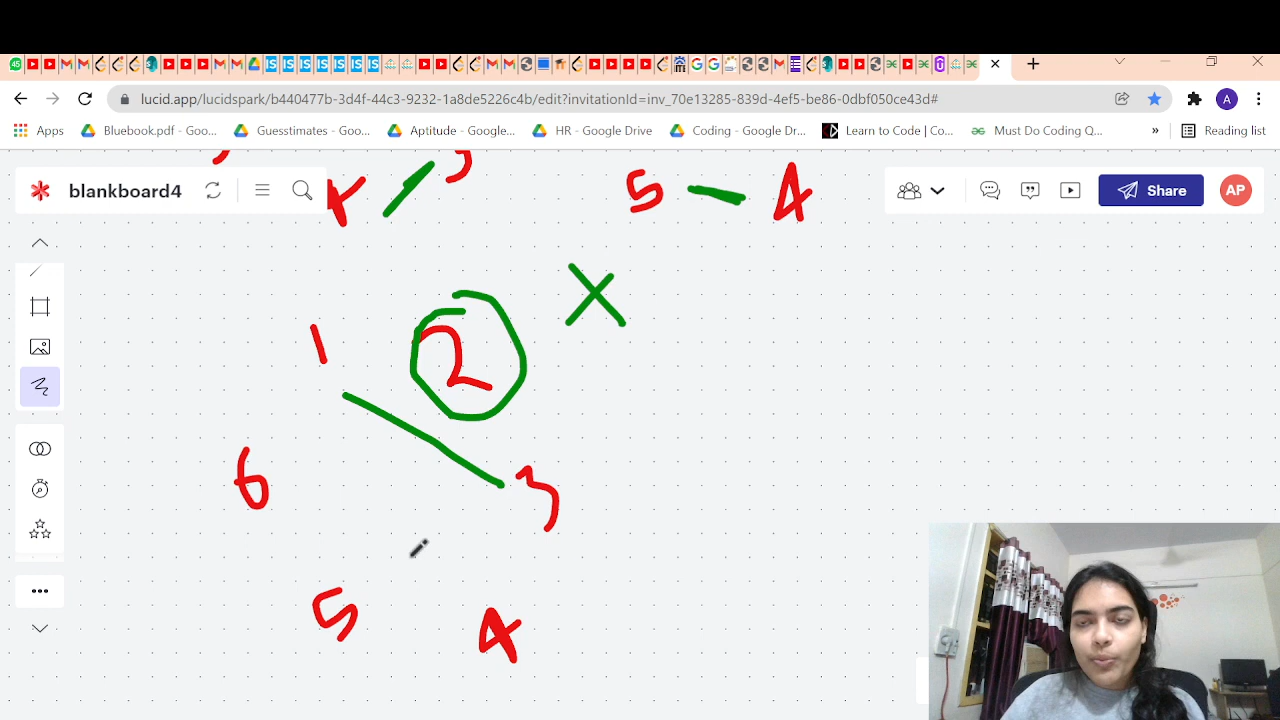 lucid.app/lucidspark/b440477b-3d4f-44c3-9232-1a8de5226c4b/edit?invitationId=inv_70e13285-839d-4ef5-be86-0dbf050ce43d#
A
Apps Bluebook.pdf - Goo... Guesstimates - Goo... Aptitude - Google... HR - Google Drive Coding - Google Dr... Learn to Code | Co... Must Do Coding Q... » Reading list
blankboard4 Share AP
5 4
X
1 2
6 3
5 4